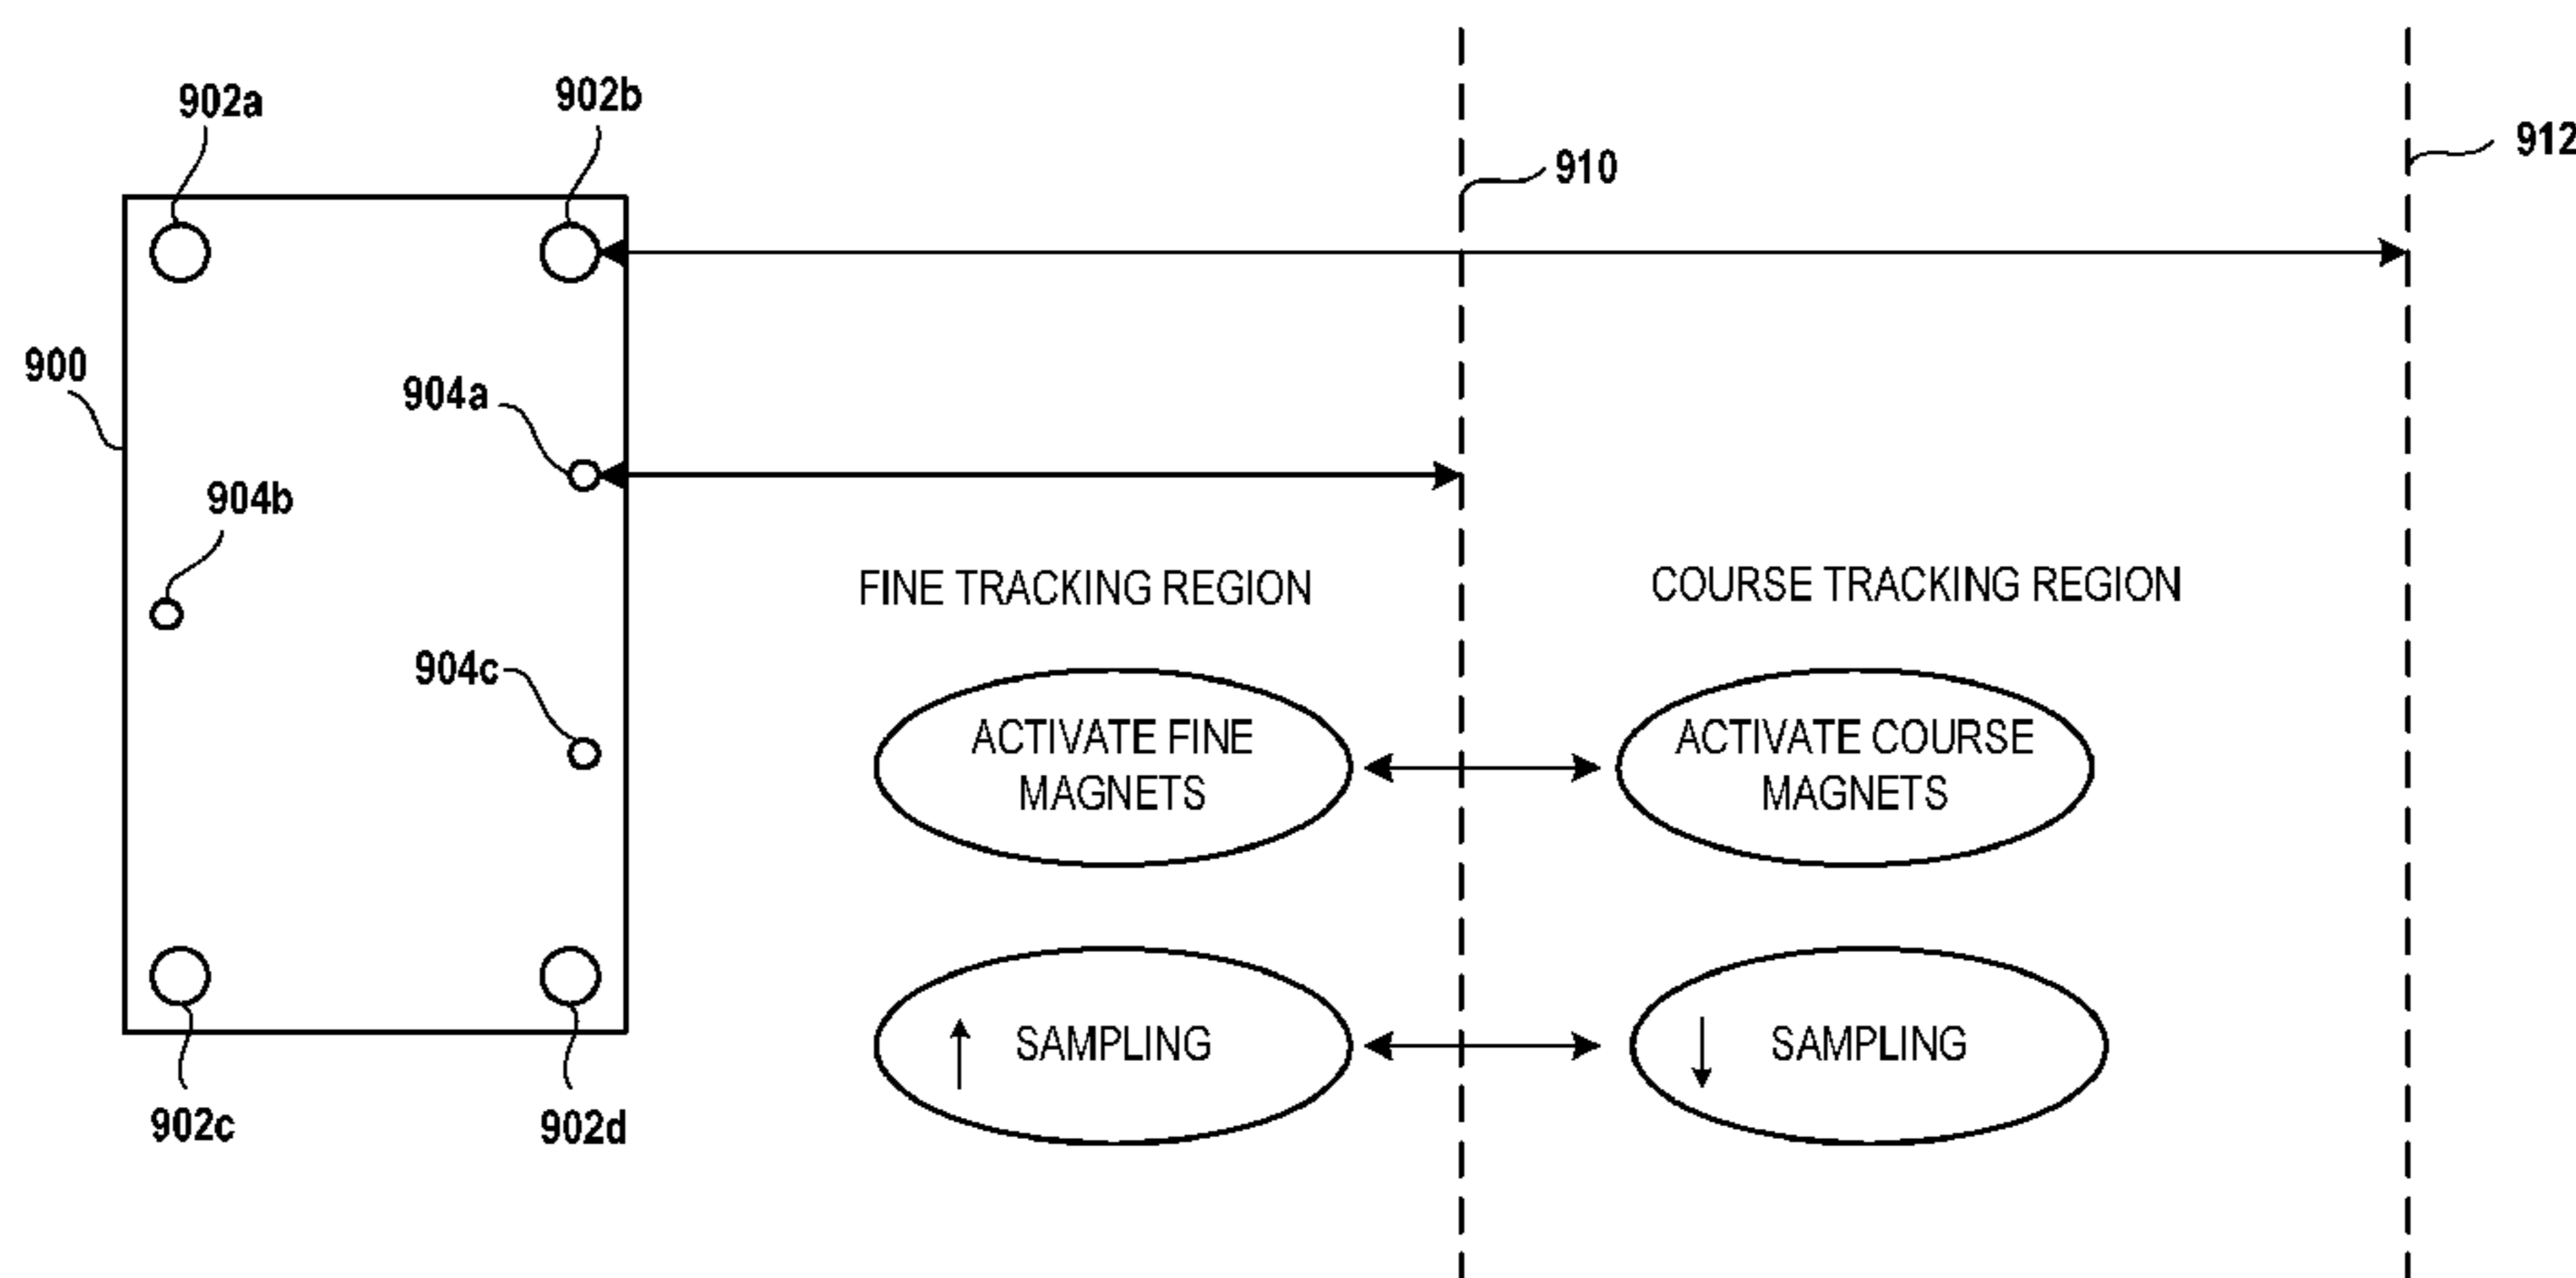 902a
902b
910
912
900
904a
904b
FINE TRACKING REGION
COURSE TRACKING REGION
904c
ACTIVATE FINE
MAGNETS
ACTIVATE COURSE
MAGNETS
SAMPLING
SAMPLING
902c
902d